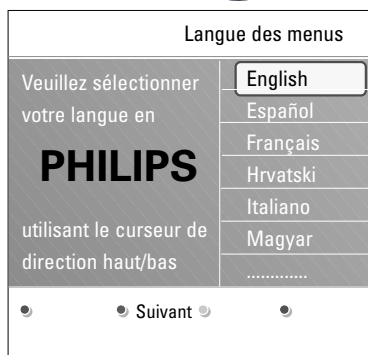 Langue des menus
Veuillez sélectionner
votre langue en
PHILIPS
utilisant le curseur de
direction haut/bas
English
Español
Français
Hrvatski
Italiano
Magyar
.............
Suivant